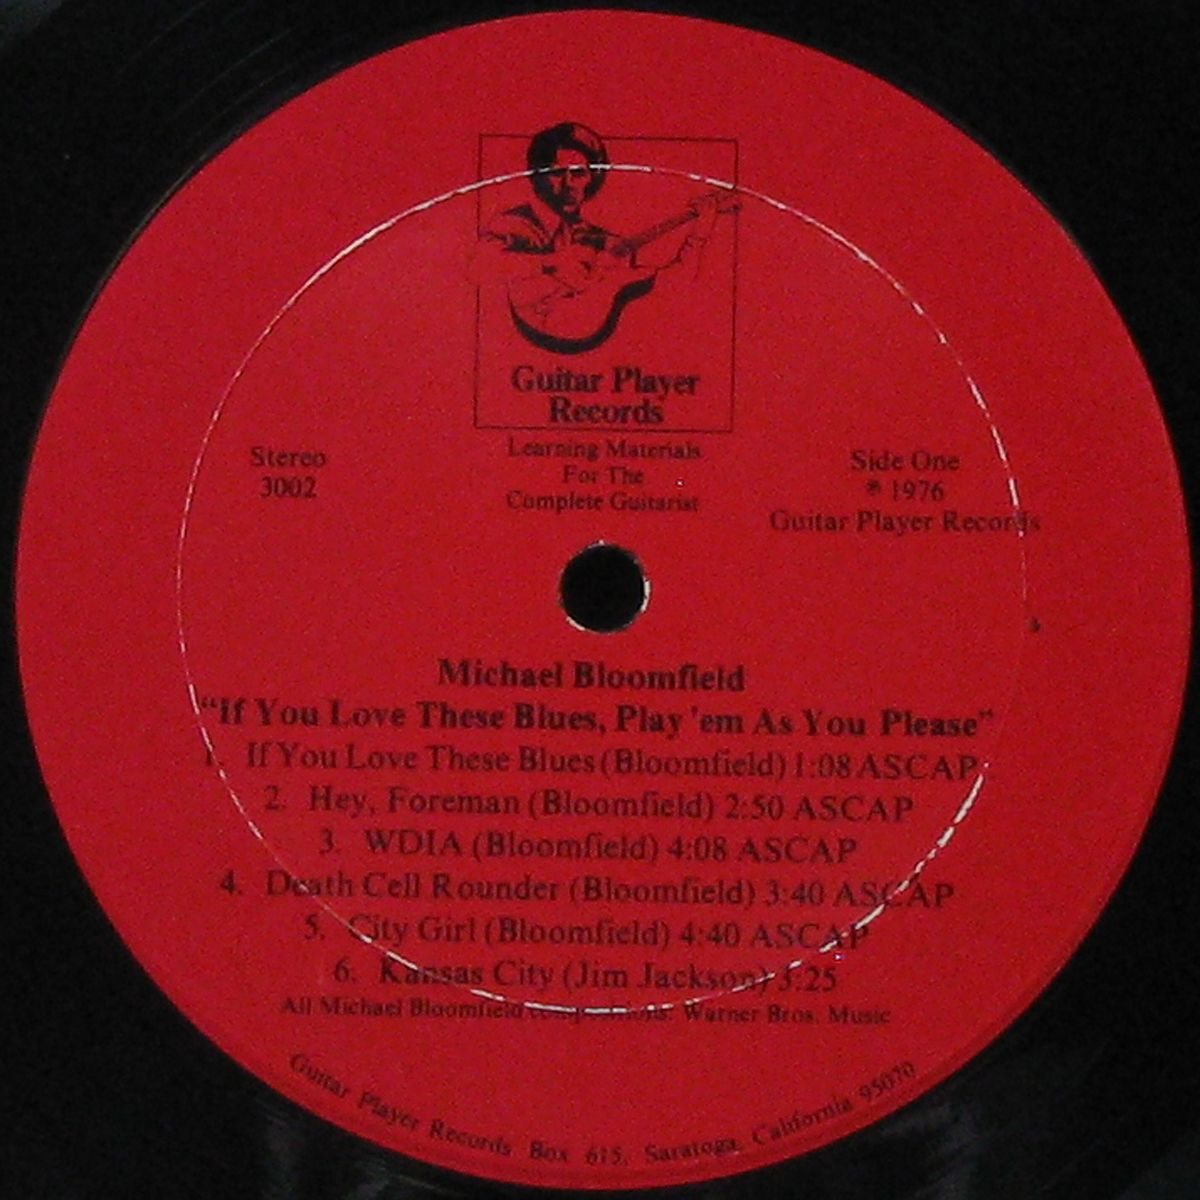 Guitar Player
Records
Learning Materials
For The
Complete Guitarist
Stereo
3002
Side One
℗ 1976
Guitar Player Records
Michael Bloomfield
"If You Love These Blues, Play 'em As You Please"
1. If You Love These Blues (Bloomfield) 1:08 ASCAP
2. Hey, Foreman (Bloomfield) 2:50 ASCAP
3. WDIA (Bloomfield) 4:08 ASCAP
4. Death Cell Rounder (Bloomfield) 3:40 ASCAP
5. City Girl (Bloomfield) 4:40 ASCAP
6. Kansas City (Jim Jackson) 3:25
All Michael Bloomfield compositions: Warner Bros. Music
Guitar Player Records Box 615, Saratoga, California 95070